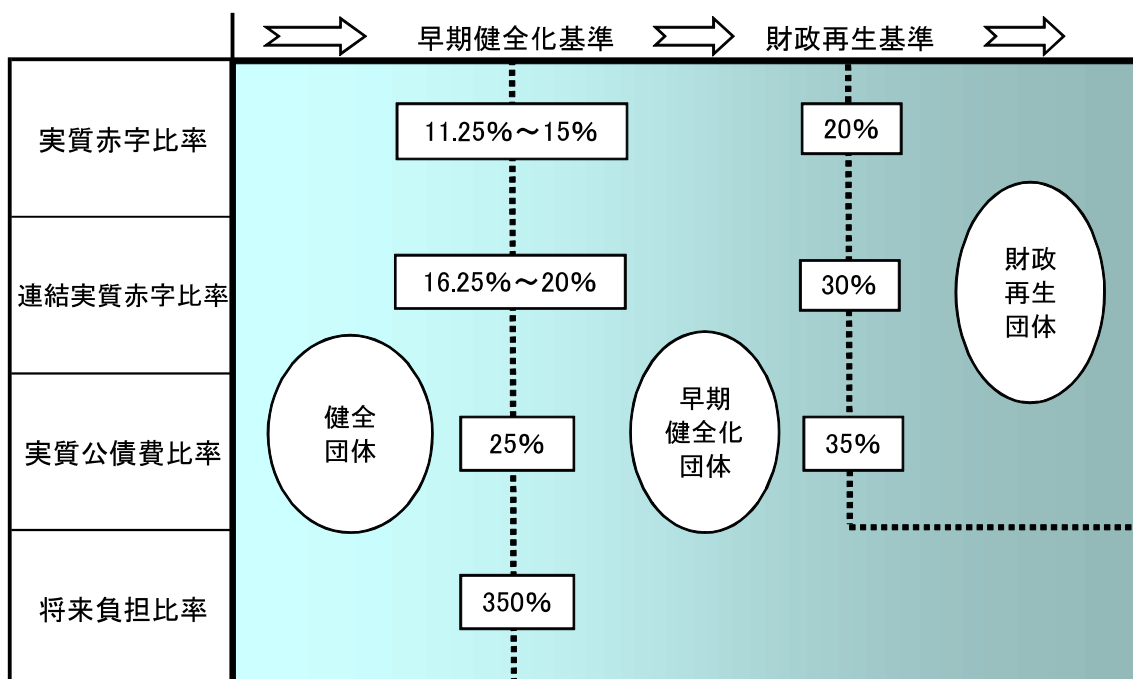 早期健全化基準
財政再生基準
実質赤字比率
11.25%～15%
20%
連結実質赤字比率
16.25%～20%
30%
財政
再生
団体
実質公債費比率
健全
団体
25%
早期
健全化
団体
35%
将来負担比率
350%